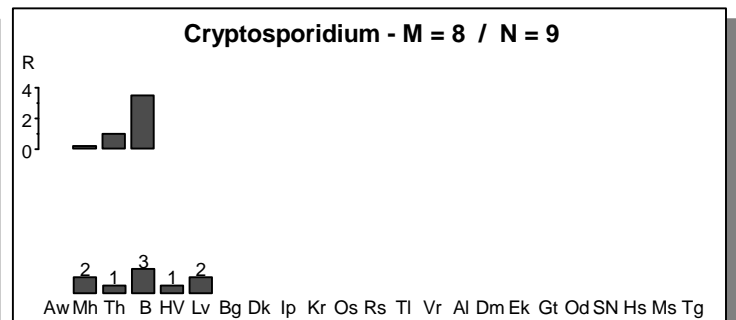 Cryptosporidium - M = 8 / N = 9
R
4
2
0
2 1 3 1 2
Aw Mh Th B HV Lv Bg Dk Ip Kr Os Rs Tl Vr Al Dm Ek Gt Od SN Hs Ms Tg